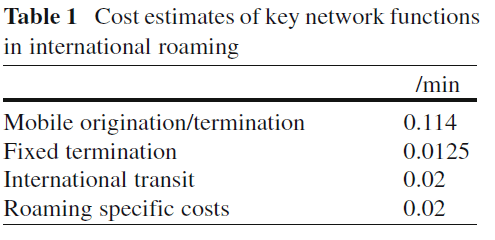 Table 1 Cost estimates of key network functions
in international roaming
/min
Mobile origination/termination 0.114
Fixed termination 0.0125
International transit 0.02
Roaming specific costs 0.02